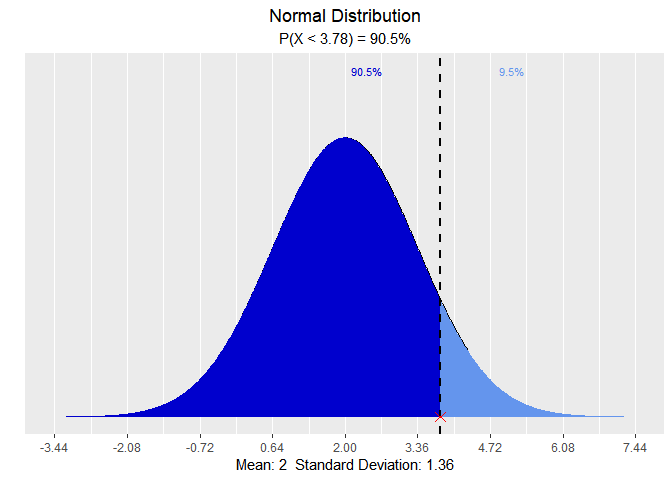 Normal Distribution
P(X < 3.78) = 90.5%
90.5% 9.5%
-3.44 -2.08 -0.72 0.64 2.00 3.36 4.72 6.08 7.44
Mean: 2  Standard Deviation: 1.36